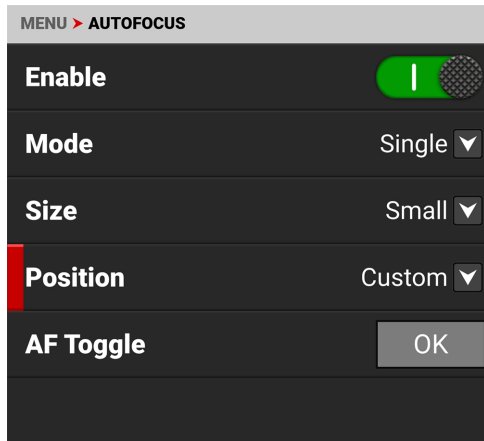 MENU ➤ AUTOFOCUS
Enable
Mode Single
Size Small
Position Custom
AF Toggle OK